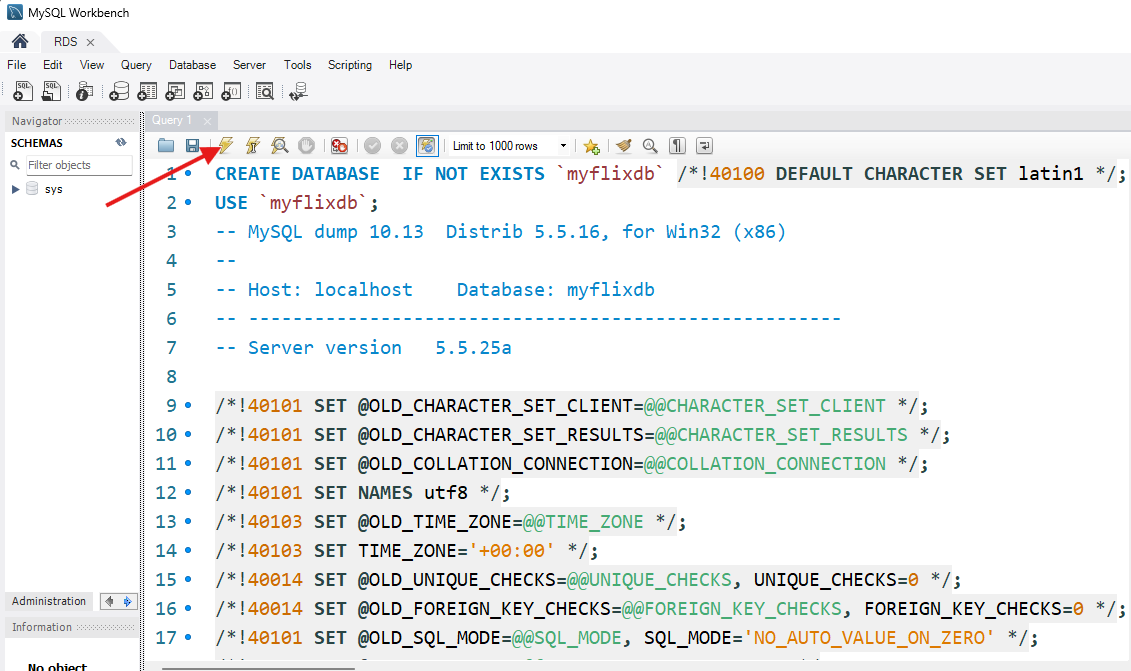 MySQL Workbench
RDS
File Edit View Query Database Server Tools Scripting Help
Navigator
Query 1
SCHEMAS
Limit to 1000 rows
Filter objects
sys
1 CREATE DATABASE  IF NOT EXISTS `myflixdb` /*!40100 DEFAULT CHARACTER SET latin1 */;
2 USE `myflixdb`;
3 -- MySQL dump 10.13  Distrib 5.5.16, for Win32 (x86)
4 --
5 -- Host: localhost    Database: myflixdb
6 -- ------------------------------------------------------
7 -- Server version   5.5.25a
8
9 /*!40101 SET @OLD_CHARACTER_SET_CLIENT=@@CHARACTER_SET_CLIENT */;
10 /*!40101 SET @OLD_CHARACTER_SET_RESULTS=@@CHARACTER_SET_RESULTS */;
11 /*!40101 SET @OLD_COLLATION_CONNECTION=@@COLLATION_CONNECTION */;
12 /*!40101 SET NAMES utf8 */;
13 /*!40103 SET @OLD_TIME_ZONE=@@TIME_ZONE */;
14 /*!40103 SET TIME_ZONE='+00:00' */;
15 /*!40014 SET @OLD_UNIQUE_CHECKS=@@UNIQUE_CHECKS, UNIQUE_CHECKS=0 */;
16 /*!40014 SET @OLD_FOREIGN_KEY_CHECKS=@@FOREIGN_KEY_CHECKS, FOREIGN_KEY_CHECKS=0 */;
17 /*!40101 SET @OLD_SQL_MODE=@@SQL_MODE, SQL_MODE='NO_AUTO_VALUE_ON_ZERO' */;
Administration
Information
No object